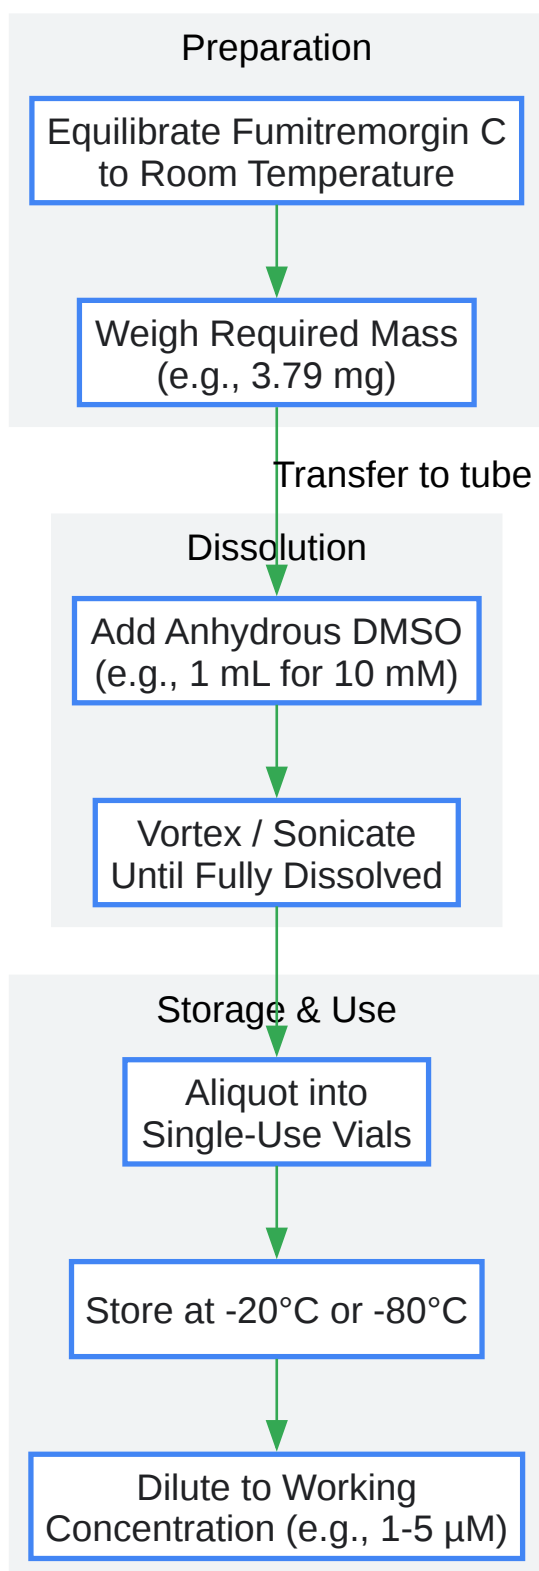 Preparation
Equilibrate Fumitremorgin C
to Room Temperature
Weigh Required Mass
(e.g., 3.79 mg)
Transfer to tube
Dissolution
Add Anhydrous DMSO
(e.g., 1 mL for 10 mM)
Vortex / Sonicate
Until Fully Dissolved
Storage & Use
Aliquot into
Single-Use Vials
Store at -20°C or -80°C
Dilute to Working
Concentration (e.g., 1-5 µM)